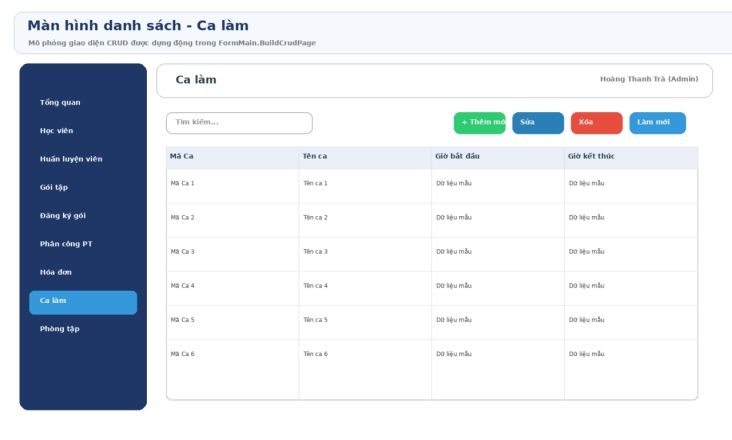 Màn hình danh sách - Ca làm
Mô phỏng giao diện CRUD được dựng động trong FormMain.BuildCrudPage
Ca làm
Hoàng Thanh Trà (Admin)
Tổng quan
Học viên
Huấn luyện viên
Gói tập
Đăng ký gói
Phân công PT
Hóa đơn
Ca làm
Phòng tập
Tìm kiếm...
+ Thêm mớ
Sửa
Xóa
Làm mới
Mã Ca Tên ca Giờ bắt đầu Giờ kết thúc
Mã Ca 1 Tên ca 1 Dữ liệu mẫu Dữ liệu mẫu
Mã Ca 2 Tên ca 2 Dữ liệu mẫu Dữ liệu mẫu
Mã Ca 3 Tên ca 3 Dữ liệu mẫu Dữ liệu mẫu
Mã Ca 4 Tên ca 4 Dữ liệu mẫu Dữ liệu mẫu
Mã Ca 5 Tên ca 5 Dữ liệu mẫu Dữ liệu mẫu
Mã Ca 6 Tên ca 6 Dữ liệu mẫu Dữ liệu mẫu